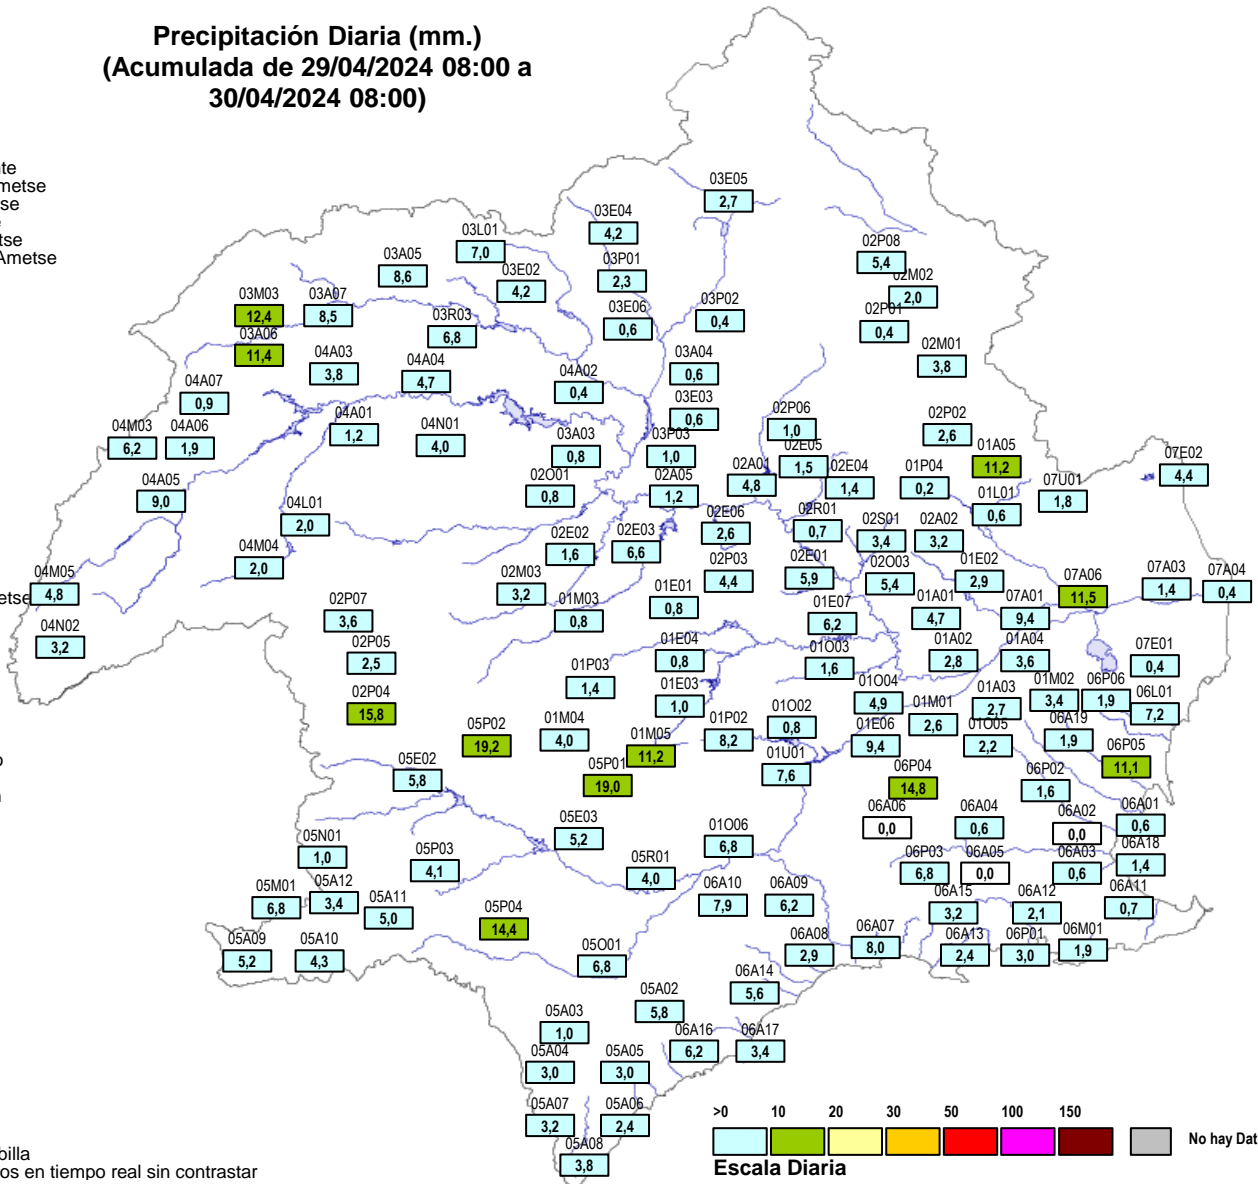 Precipitación Diaria (mm.)
(Acumulada de 29/04/2024 08:00 a
30/04/2024 08:00)
nte
metse
tse
e
tse
Ametse
03E05
2,7
03E04
4,2
03L01
7,0
03A05
8,6
03P01
2,3
03E02
4,2
02P08
5,4
02M02
2,0
03M03
12,4
03A07
8,5
03P02
0,4
03E06
0,6
02P01
0,4
03R03
6,8
03A06
11,4
04A03
3,8
04A04
4,7
03A04
0,6
02M01
3,8
04A02
0,4
04A07
0,9
03E03
0,6
04A01
1,2
02P06
1,0
02P02
2,6
04M03
6,2
04A06
1,9
04N01
4,0
03A03
0,8
03P03
1,0
02E05
1,5
01A05
11,2
07E02
4,4
04A05
9,0
02O01
0,8
02A05
1,2
02A01
4,8
02E04
1,4
01P04
0,2
07U01
1,8
01L01
0,6
04L01
2,0
02E06
2,6
02R01
0,7
02S01
3,4
02A02
3,2
02E02
1,6
02E03
6,6
04M04
2,0
02P03
4,4
02E01
5,9
02O03
5,4
01E02
2,9
07A03
1,4
07A04
0,4
04M05
4,8
etse
02M03
3,2
07A06
11,5
01E01
0,8
01M03
0,8
02P07
3,6
01E07
6,2
01A01
4,7
07A01
9,4
04N02
3,2
02P05
2,5
01E04
0,8
01O03
1,6
01A02
2,8
01A04
3,6
07E01
0,4
01P03
1,4
01E03
1,0
01O04
4,9
01A03
2,7
01M02
3,4
06P06
1,9
06L01
7,2
02P04
15,8
01M01
2,6
01O02
0,8
05P02
19,2
01M04
4,0
01M05
11,2
01P02
8,2
01E06
9,4
01O05
2,2
06A19
1,9
06P05
11,1
o
05E02
5,8
05P01
19,0
01U01
7,6
06P04
14,8
06P02
1,6
05E03
5,2
01O06
6,8
06A06
0,0
06A04
0,6
06A02
0,0
06A01
0,6
05N01
1,0
05P03
4,1
05R01
4,0
06P03
6,8
06A05
0,0
06A03
0,6
06A18
1,4
05M01
6,8
05A12
3,4
05A11
5,0
06A10
7,9
06A09
6,2
06A15
3,2
06A12
2,1
06A11
0,7
05P04
14,4
05A09
5,2
05A10
4,3
05O01
6,8
06A08
2,9
06A07
8,0
06A13
2,4
06P01
3,0
06M01
1,9
06A14
5,6
05A02
5,8
05A03
1,0
06A16
6,2
06A17
3,4
05A04
3,0
05A05
3,0
05A07
3,2
05A06
2,4
05A08
3,8
>0 10 20 30 50 100 150
No hay Dat
Escala Diaria
billa
os en tiempo real sin contrastar